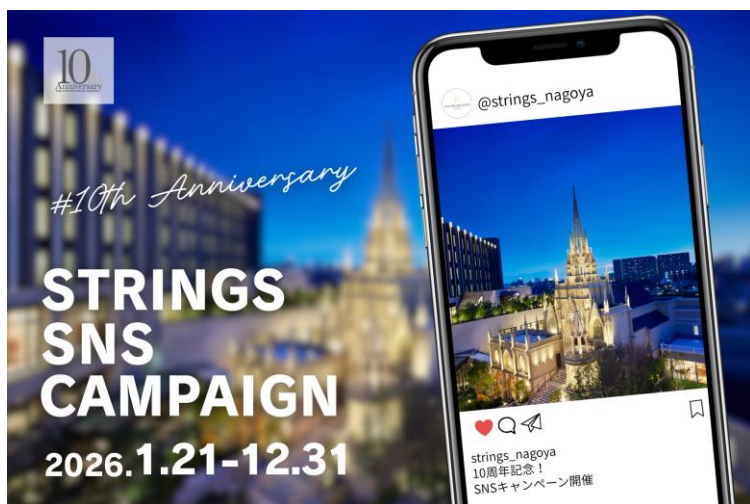 10
Anniversary
#10th Anniversary
STRINGS
SNS
CAMPAIGN
2026.1.21-12.31
@strings_nagoya
strings_nagoya
10周年記念！
SNSキャンペーン開催